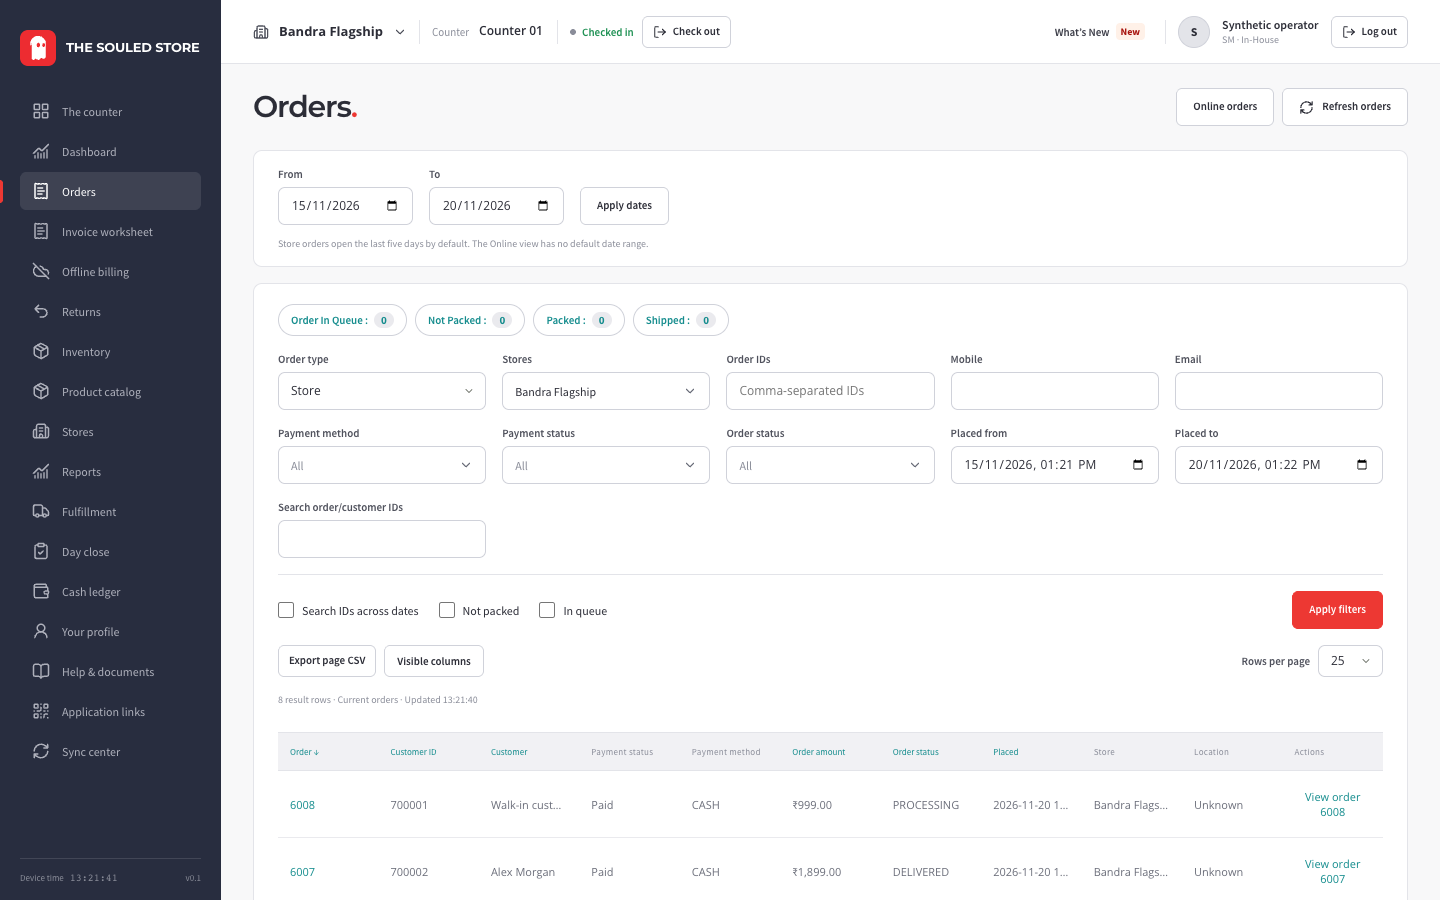 THE SOULED STORE
Bandra Flagship
Counter Counter 01
Checked in
Check out
What's New New
S
Synthetic operator
SM · In-House
Log out
The counter
Dashboard
Orders
Invoice worksheet
Offline billing
Returns
Inventory
Product catalog
Stores
Reports
Fulfillment
Day close
Cash ledger
Your profile
Help & documents
Application links
Sync center
Device time 13:21:41 v0.1
Orders.
Online orders
Refresh orders
From To
15/11/2026 20/11/2026 Apply dates
Store orders open the last five days by default. The Online view has no default date range.
Order In Queue : 0 Not Packed : 0 Packed : 0 Shipped : 0
Order type Stores Order IDs Mobile Email
Store Bandra Flagship Comma-separated IDs
Payment method Payment status Order status Placed from Placed to
All All All 15/11/2026, 01:21 PM 20/11/2026, 01:22 PM
Search order/customer IDs
Search IDs across dates Not packed In queue Apply filters
Export page CSV Visible columns Rows per page 25
8 result rows · Current orders · Updated 13:21:40
Order ↓ Customer ID Customer Payment status Payment method Order amount Order status Placed Store Location Actions
6008 700001 Walk-in cust... Paid CASH ₹999.00 PROCESSING 2026-11-20 1... Bandra Flags... Unknown View order
6008
6007 700002 Alex Morgan Paid CASH ₹1,899.00 DELIVERED 2026-11-20 1... Bandra Flags... Unknown View order
6007